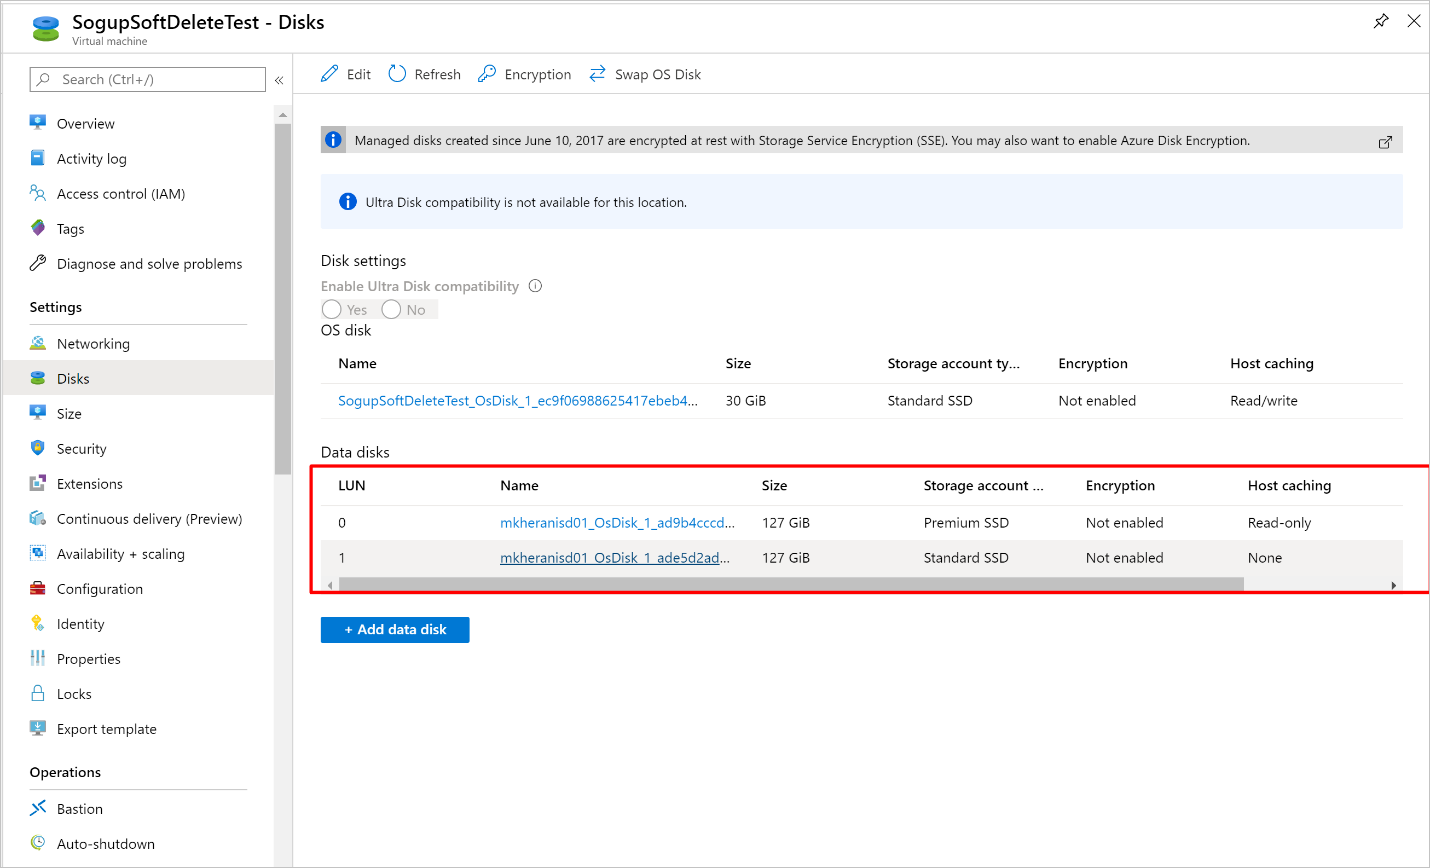 SogupSoftDeleteTest - Disks
Virtual machine
Search (Ctrl+/)
«
Overview
Activity log
Access control (IAM)
Tags
Diagnose and solve problems
Settings
Networking
Disks
Size
Security
Extensions
Continuous delivery (Preview)
Availability + scaling
Configuration
Identity
Properties
Locks
Export template
Operations
Bastion
Auto-shutdown
Edit Refresh Encryption Swap OS Disk
Managed disks created since June 10, 2017 are encrypted at rest with Storage Service Encryption (SSE). You may also want to enable Azure Disk Encryption.
Ultra Disk compatibility is not available for this location.
Disk settings
Enable Ultra Disk compatibility
Yes No
OS disk
Name Size Storage account ty... Encryption Host caching
SogupSoftDeleteTest_OsDisk_1_ec9f06988625417ebeb4... 30 GiB Standard SSD Not enabled Read/write
Data disks
LUN Name Size Storage account ... Encryption Host caching
0 mkheranisd01_OsDisk_1_ad9b4cccd... 127 GiB Premium SSD Not enabled Read-only
1 mkheranisd01_OsDisk_1_ade5d2ad... 127 GiB Standard SSD Not enabled None
+ Add data disk